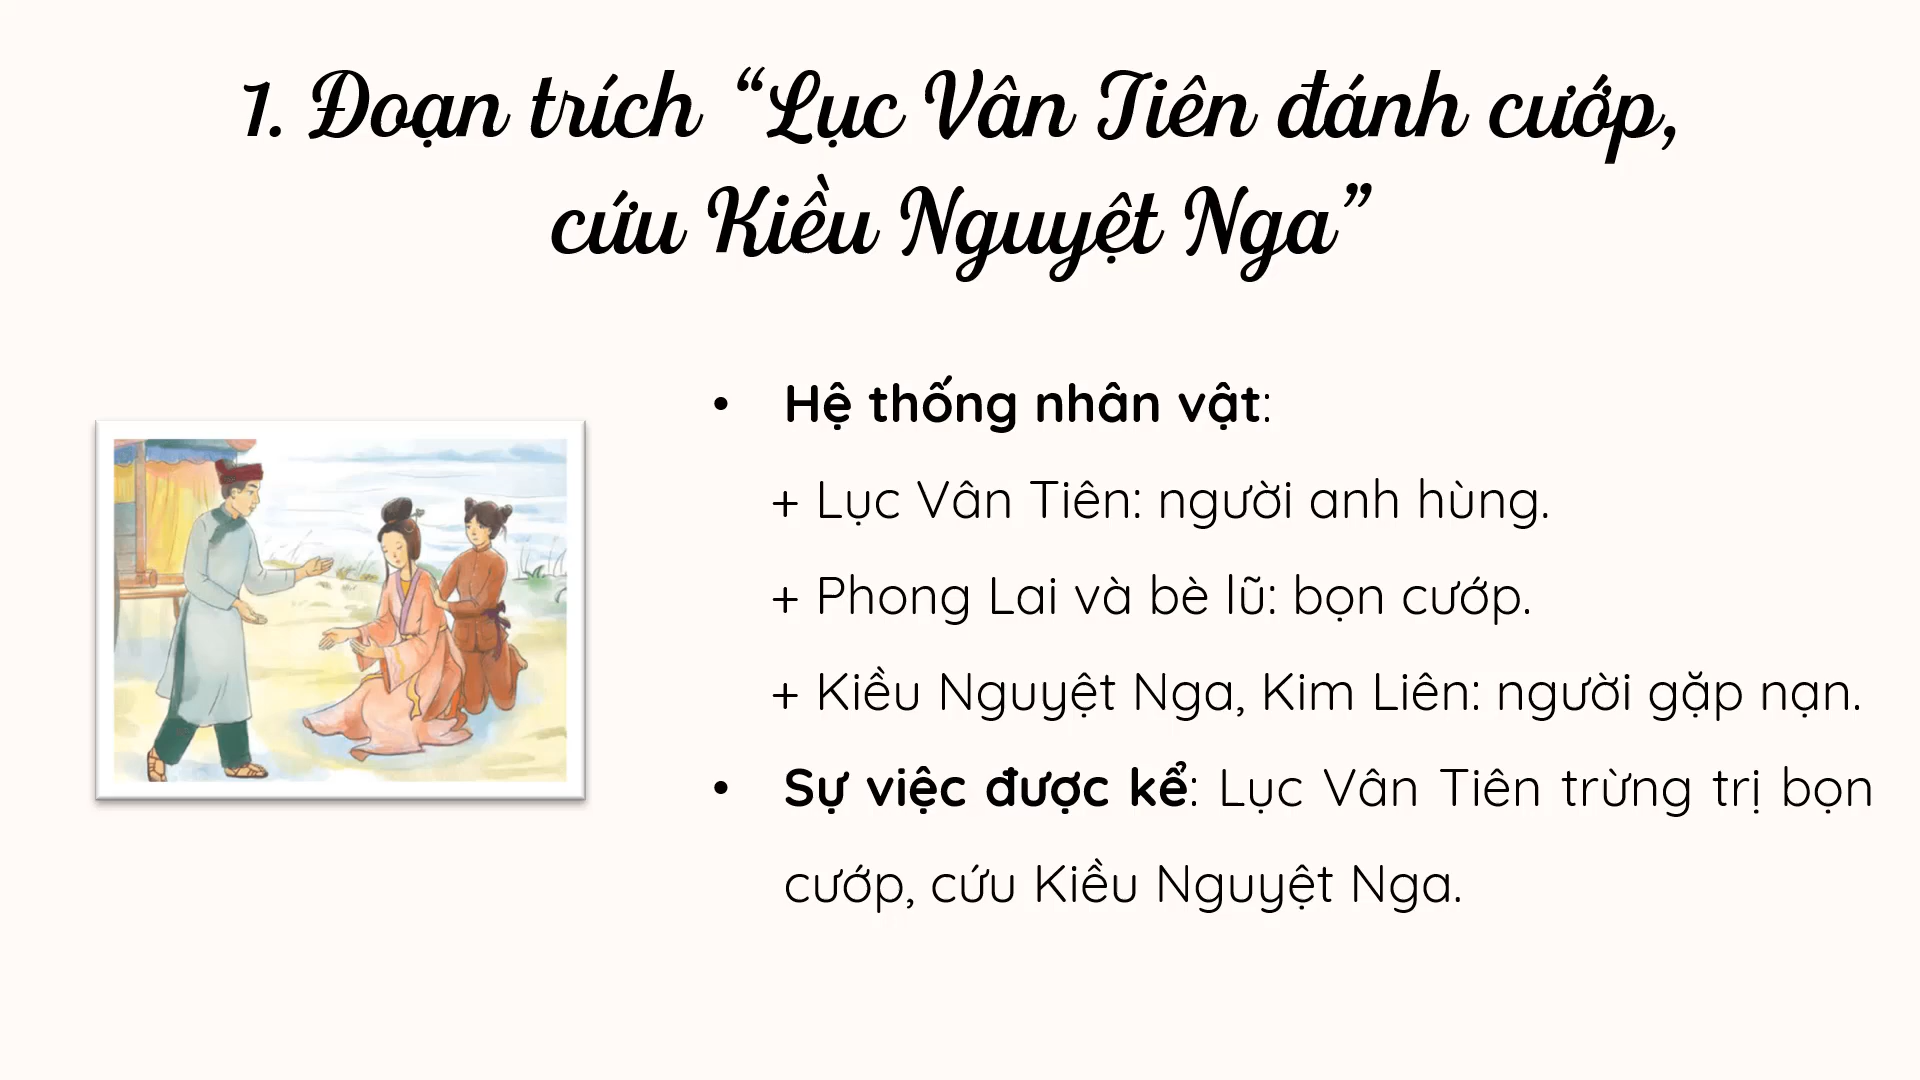 1. Đoạn trích “Lục Vân Tiên đánh cướp,
cứu Kiều Nguyệt Nga”
• Hệ thống nhân vật:
+ Lục Vân Tiên: người anh hùng.
+ Phong Lai và bè lũ: bọn cướp.
+ Kiều Nguyệt Nga, Kim Liên: người gặp nạn.
• Sự việc được kể: Lục Vân Tiên trừng trị bọn
cướp, cứu Kiều Nguyệt Nga.